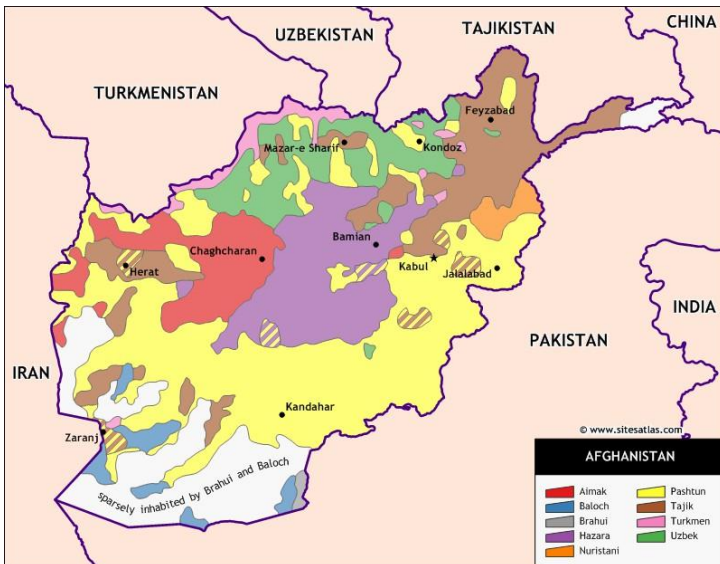 UZBEKISTAN
TAJIKISTAN
CHINA
TURKMENISTAN
Feyzabad
Mazar-e Sharif
Kondoz
Bamian
Chaghcharan
Herat
Kabul
Jalalabad
INDIA
PAKISTAN
IRAN
Kandahar
Zaranj
© www.sitesatlas.com
sparsely inhabited by Brahui and Baloch
AFGHANISTAN
Aimak
Pashtun
Baloch
Tajik
Brahui
Turkmen
Hazara
Uzbek
Nuristani